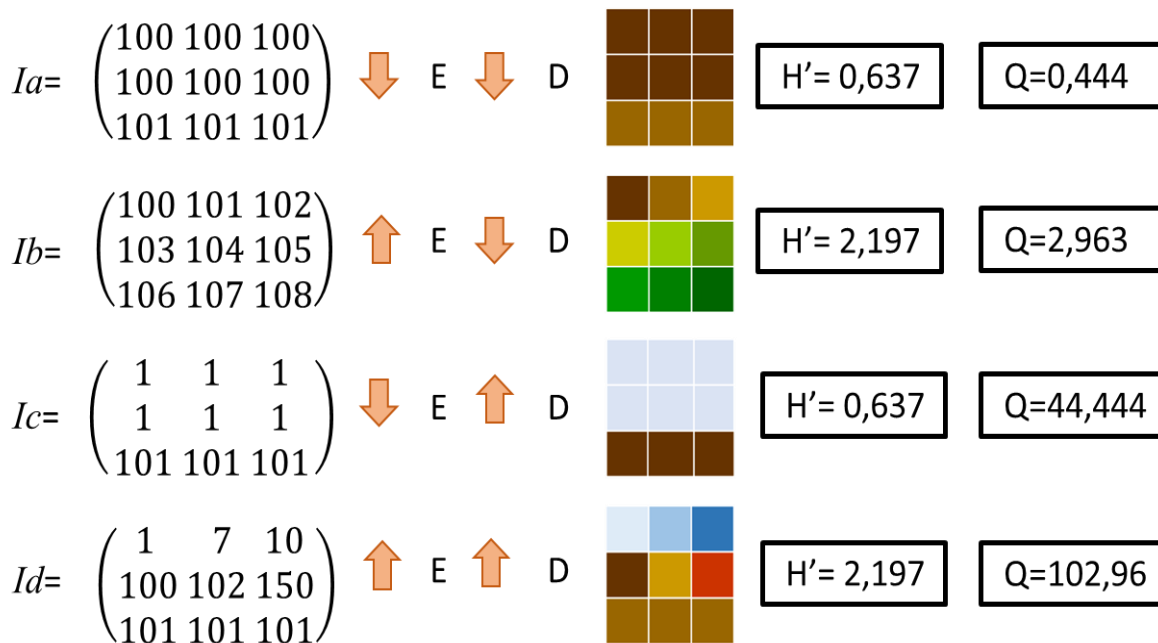 100 100 100
Ia= 100 100 100 E D H’= 0,637 Q=0,444
101 101 101
100 101 102
Ib= 103 104 105 E D H’= 2,197 Q=2,963
106 107 108
1 1 1
Ic= 1 1 1 E D H’= 0,637 Q=44,444
101 101 101
1 7 10
Id= 100 102 150 E D H’= 2,197 Q=102,96
101 101 101